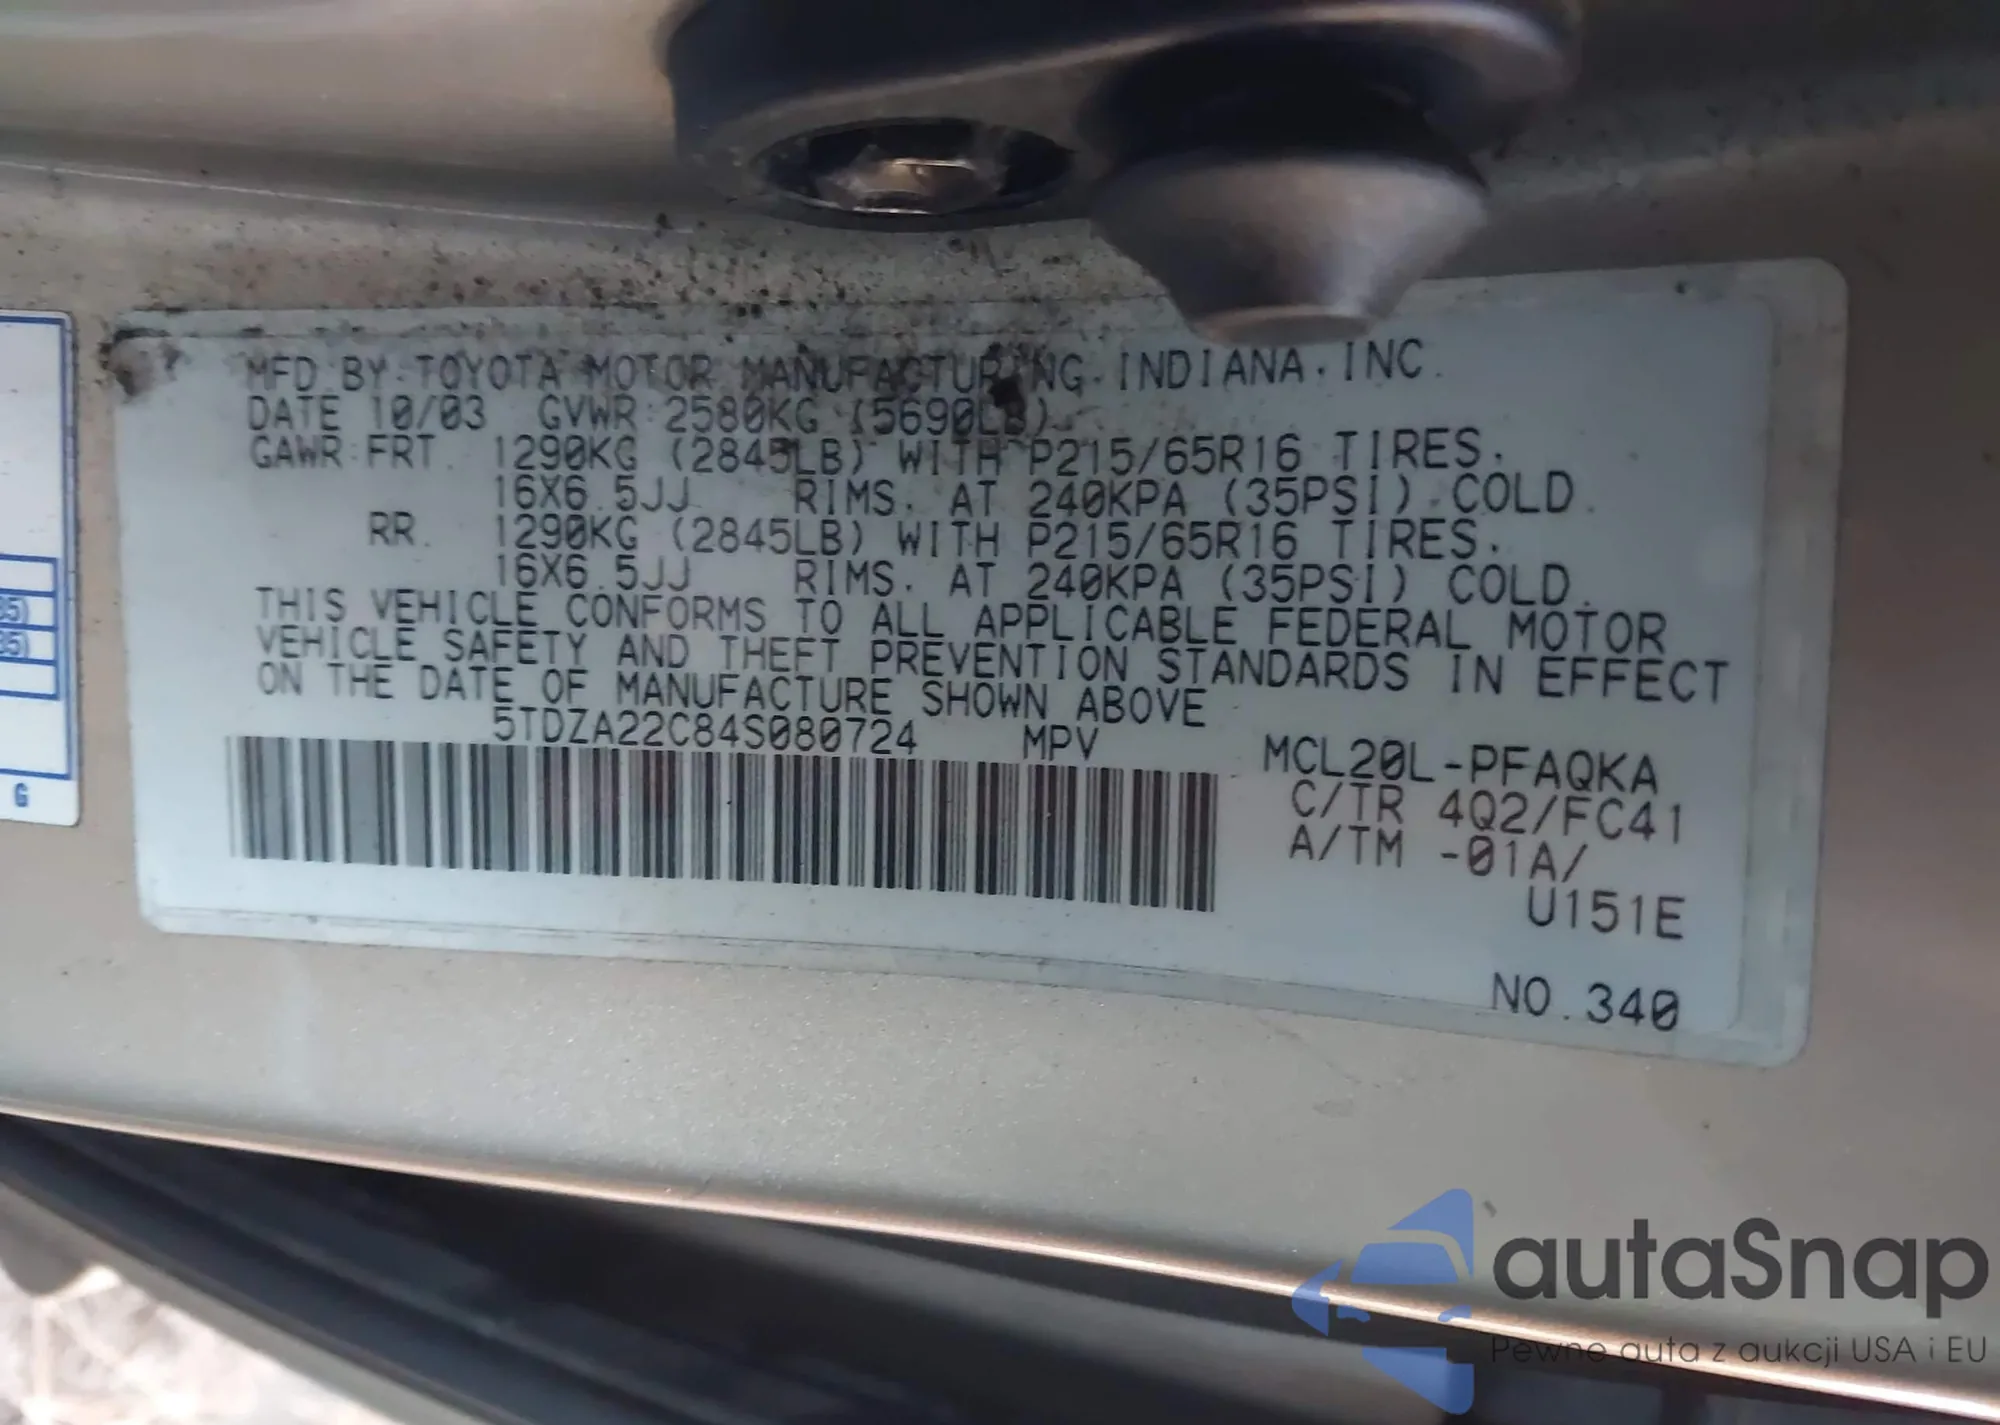 MFD BY TOYOTA MOTOR MANUFACTURING INDIANA, INC.
DATE 10/03 GVWR 2580KG (5690LB)
GAWR FRT. 1290KG (2845LB) WITH P215/65R16 TIRES.
16X6.5JJ RIMS. AT 240KPA (35PSI) COLD.
RR. 1290KG (2845LB) WITH P215/65R16 TIRES.
16X6.5JJ RIMS. AT 240KPA (35PSI) COLD.
THIS VEHICLE CONFORMS TO ALL APPLICABLE FEDERAL MOTOR
VEHICLE SAFETY AND THEFT PREVENTION STANDARDS IN EFFECT
ON THE DATE OF MANUFACTURE SHOWN ABOVE
5TDZA22C84S080724 MPV MCL20L-PFAQKA
C/TR 4Q2/FC41
A/TM -01A/
U151E
NO.340
35)
35)
G
autaSnap
Pewne auta z aukcji USA i EU